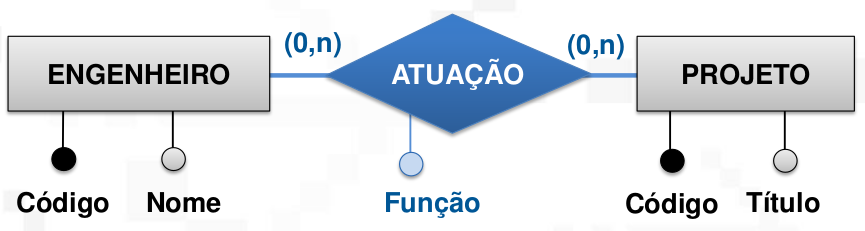 (0,n)
(0,n)
ENGENHEIRO
ATUAÇÃO
PROJETO
Código
Nome
Função
Código
Título